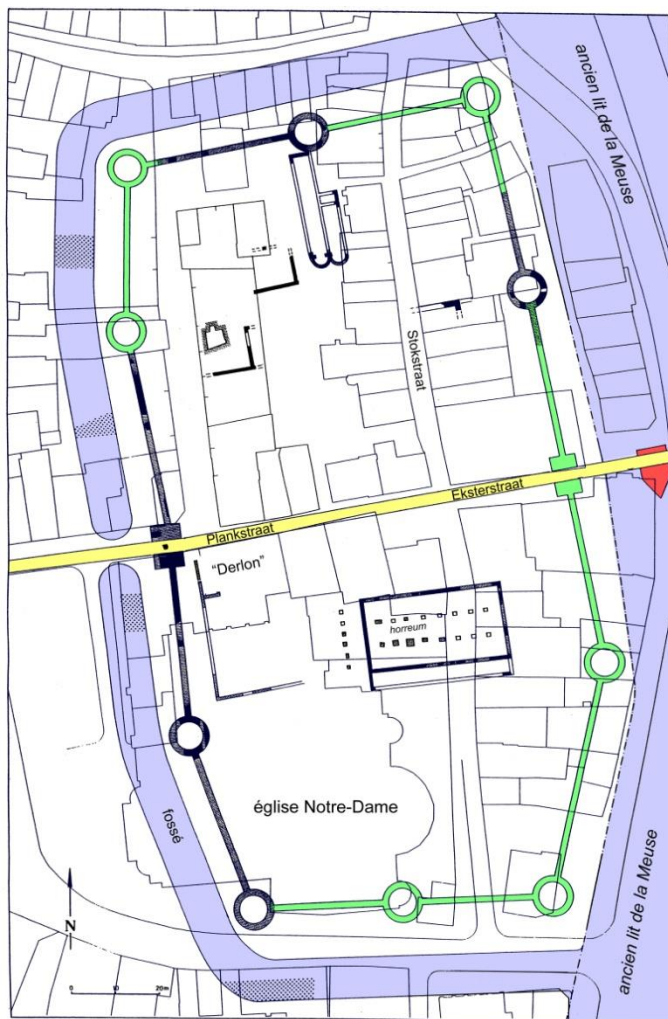 ancien lit de la Meuse
Stokstraat
Eksterstraat
Plankstraat
"Derlon"
horreum
église Notre-Dame
fossé
ancien lit de la Meuse
N
0 10 20m